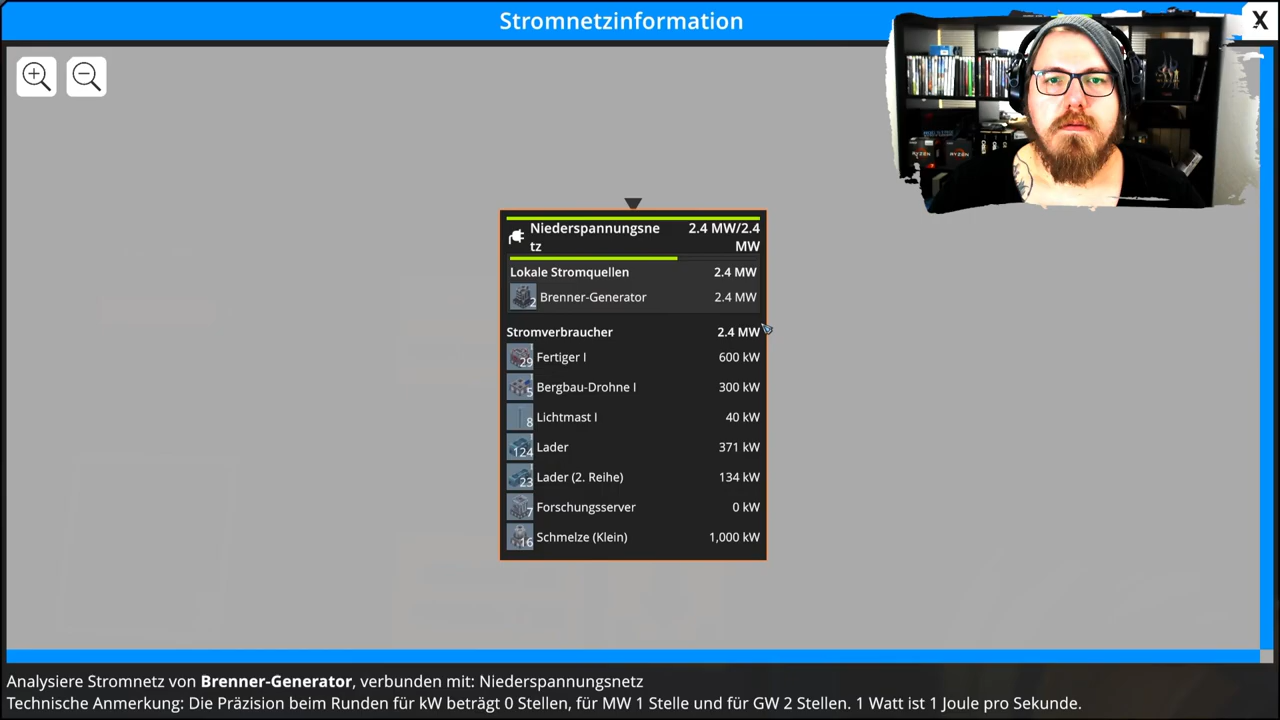 Stromnetzinformation
X
Niederspannungsne
tz
2.4 MW/2.4
MW
Lokale Stromquellen 2.4 MW
2 Brenner-Generator 2.4 MW
Stromverbraucher 2.4 MW
29 Fertiger I 600 kW
5 Bergbau-Drohne I 300 kW
8 Lichtmast I 40 kW
124 Lader 371 kW
23 Lader (2. Reihe) 134 kW
7 Forschungsserver 0 kW
16 Schmelze (Klein) 1,000 kW
RYZEN RYZEN
Analysiere Stromnetz von Brenner-Generator, verbunden mit: Niederspannungsnetz
Technische Anmerkung: Die Präzision beim Runden für kW beträgt 0 Stellen, für MW 1 Stelle und für GW 2 Stellen. 1 Watt ist 1 Joule pro Sekunde.